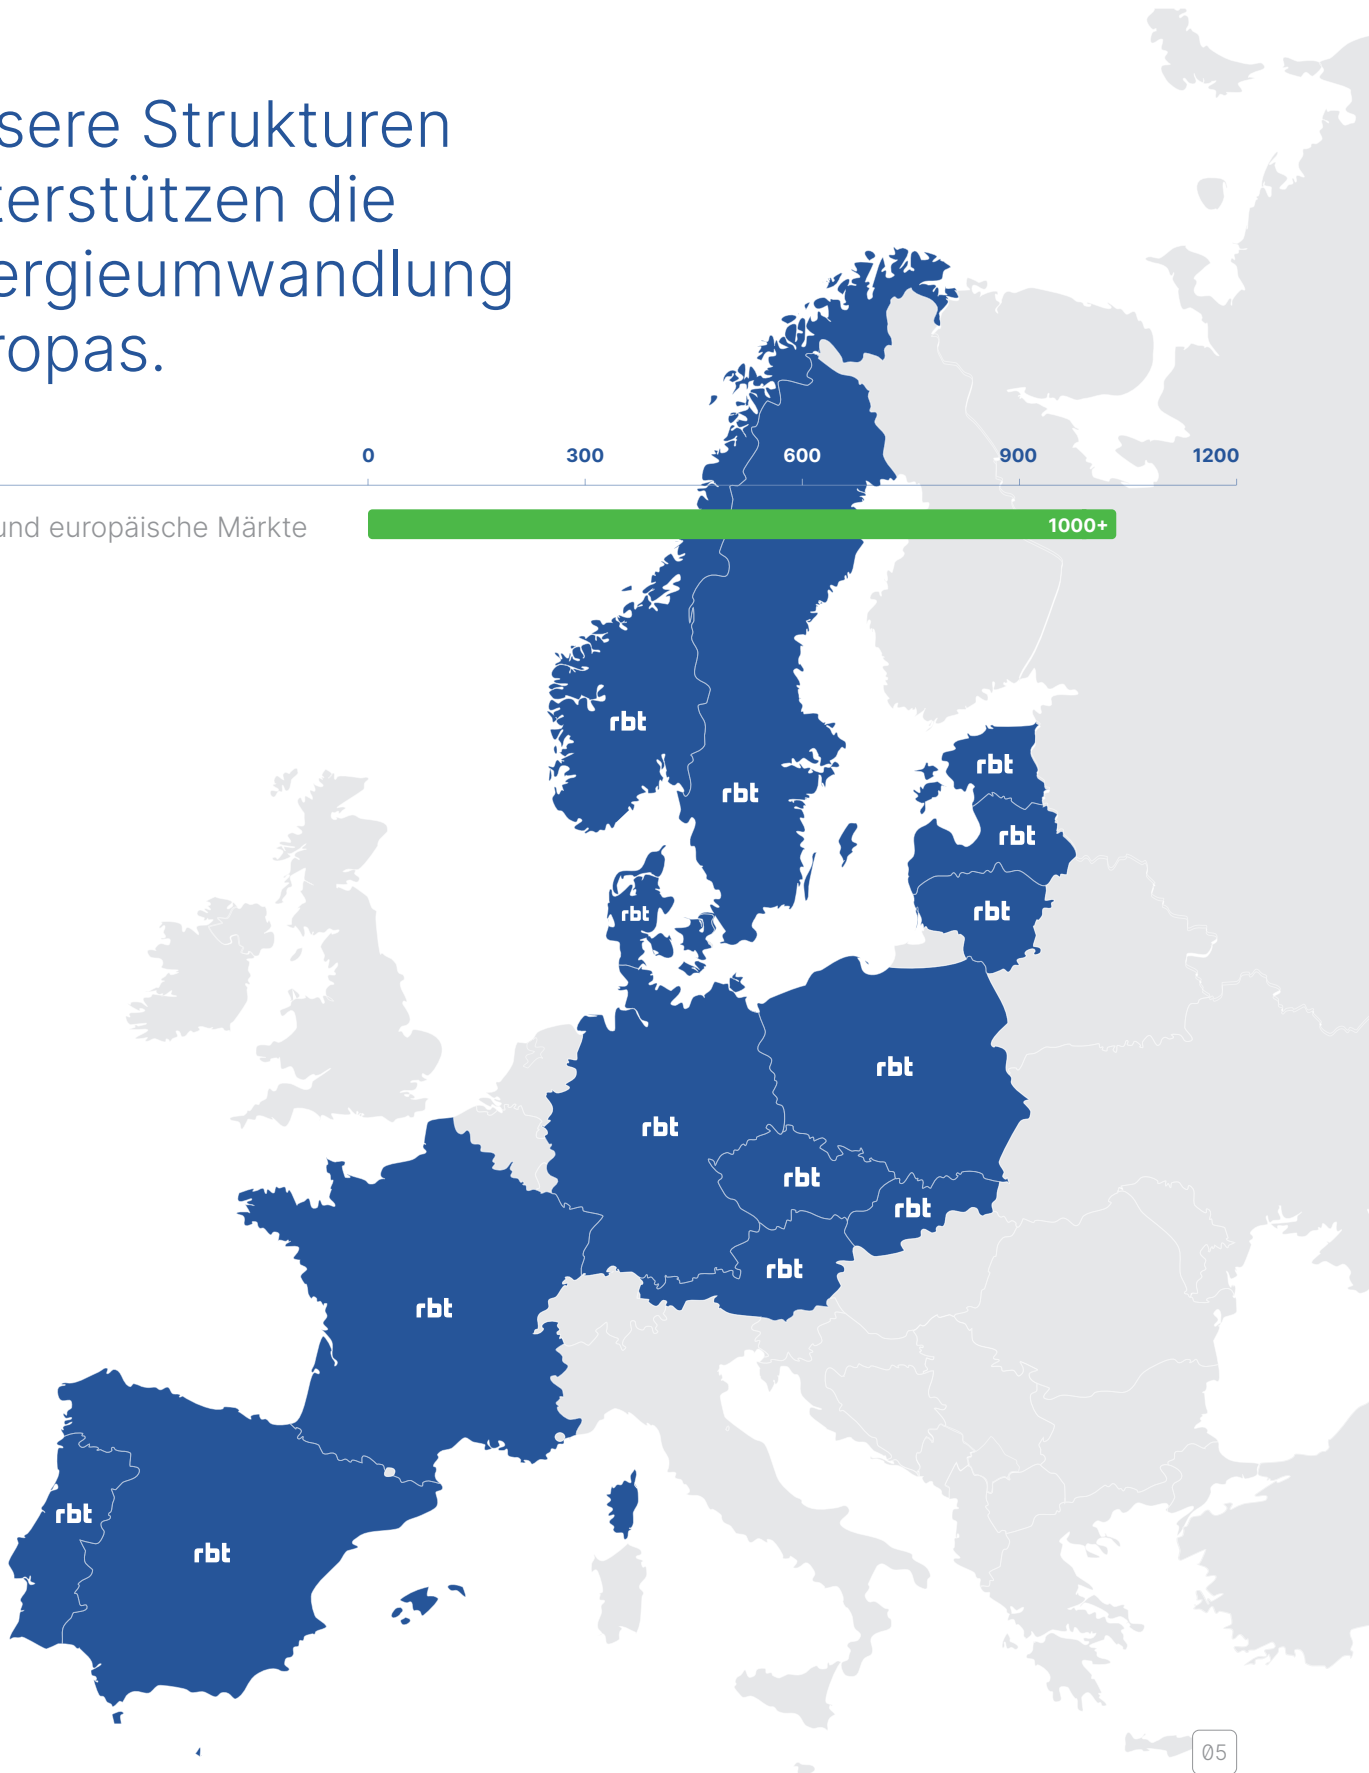 sere Strukturen
terstützen die
ergieumwandlung
ropas.
0 300 600 900 1200
und europäische Märkte
1000+
rbt
rbt
rbt
rbt
rbt
rbt
rbt
rbt
rbt
rbt
rbt
rbt
rbt
rbt
05